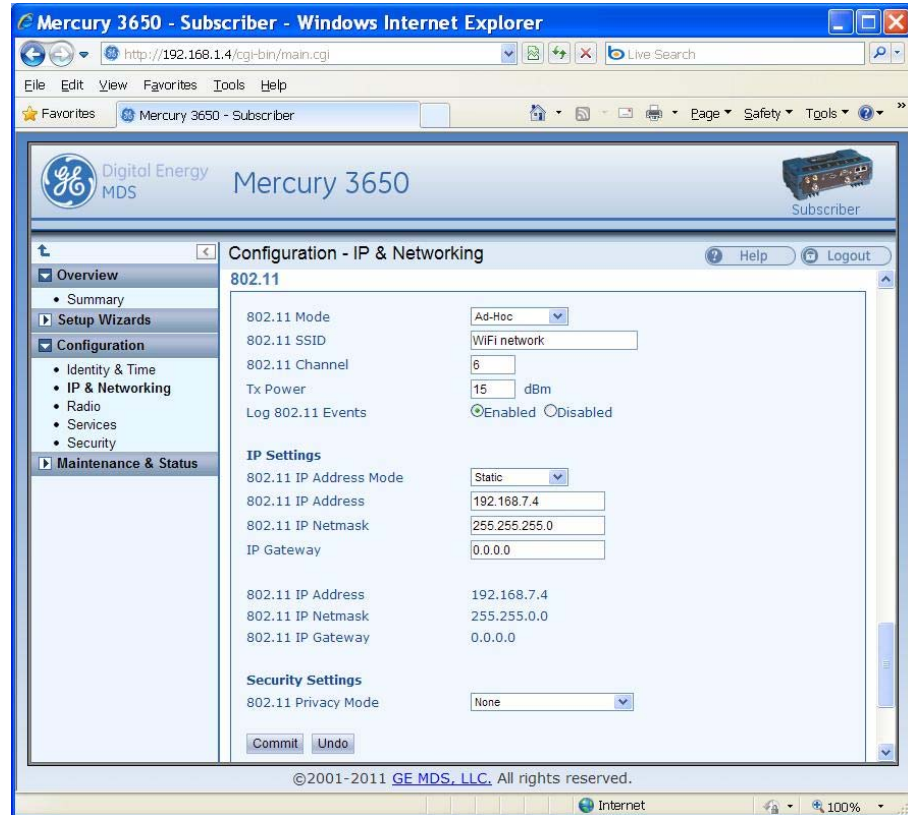 Mercury 3650 - Subscriber - Windows Internet Explorer
http://192.168.1.4/cgi-bin/main.cgi
Live Search
File Edit View Favorites Tools Help
Favorites Mercury 3650 - Subscriber Page Safety Tools
GE Digital Energy
MDS
Mercury 3650
Subscriber
Configuration - IP & Networking
Help Logout
Overview
• Summary
Setup Wizards
Configuration
• Identity & Time
• IP & Networking
• Radio
• Services
• Security
Maintenance & Status
802.11
802.11 Mode Ad-Hoc
802.11 SSID WiFi network
802.11 Channel 6
Tx Power 15 dBm
Log 802.11 Events Enabled Disabled
IP Settings
802.11 IP Address Mode Static
802.11 IP Address 192.168.7.4
802.11 IP Netmask 255.255.255.0
IP Gateway 0.0.0.0
802.11 IP Address 192.168.7.4
802.11 IP Netmask 255.255.0.0
802.11 IP Gateway 0.0.0.0
Security Settings
802.11 Privacy Mode None
Commit Undo
©2001-2011 GE MDS, LLC. All rights reserved.
Internet 100%